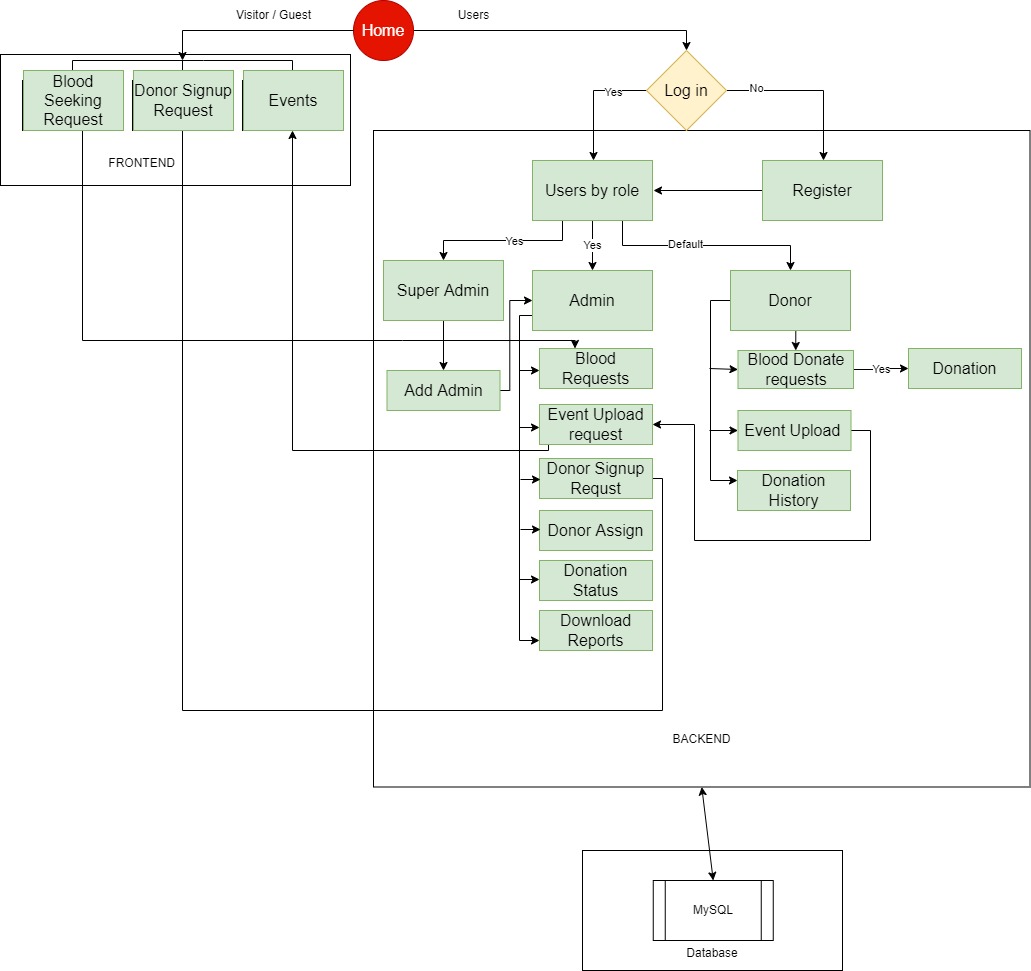 Visitor / Guest
Home
Users
Blood
Seeking
Request
Donor Signup
Request
Events
FRONTEND
Log in
Yes
No
Users by role
Register
Yes
Yes
Default
Super Admin
Admin
Donor
Add Admin
Blood
Requests
Event Upload
request
Donor Signup
Requst
Donor Assign
Donation
Status
Download
Reports
Blood Donate
requests
Yes
Donation
Event Upload
Donation
History
BACKEND
MySQL
Database